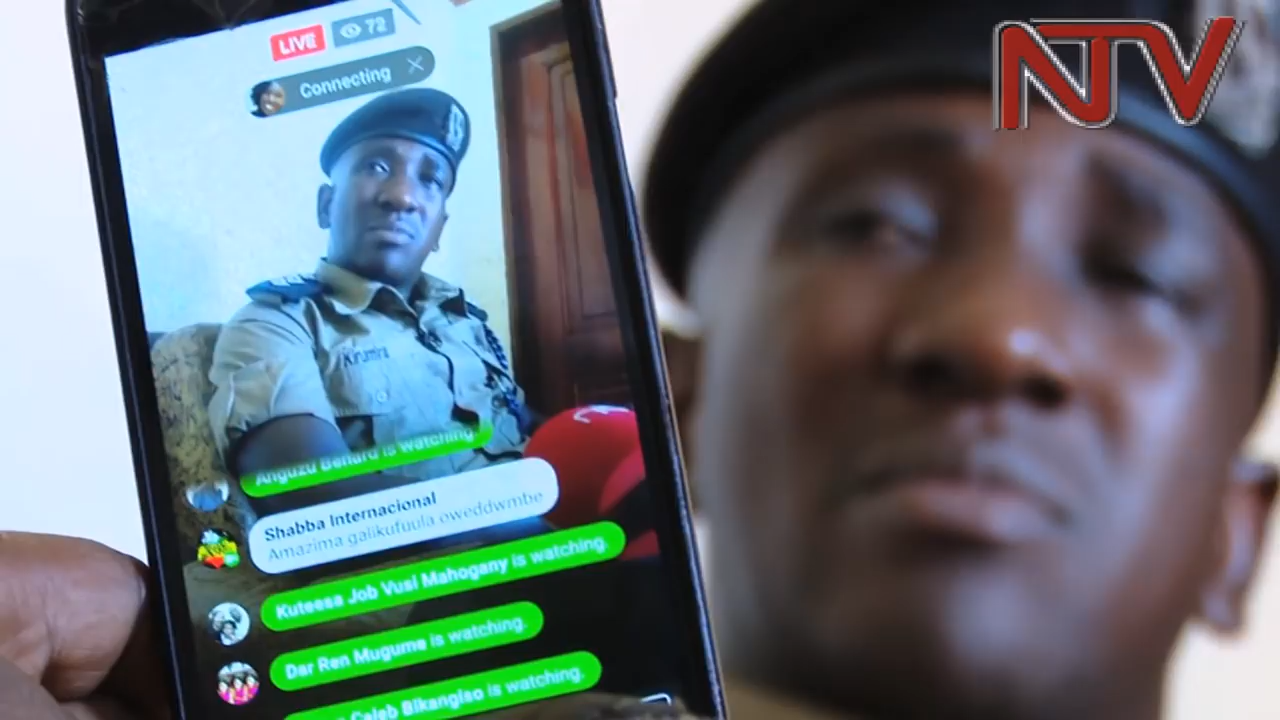 NTV
LIVE 72
Connecting
Kirumira
Anguzu Benard is watching
Shabba Internacional
Amazima galikufuula oweddwmbe
Kuteesa Job Vusi Mahogany is watching.
Dar Ren Mugume is watching.
Caleb Bikangiso is watching.